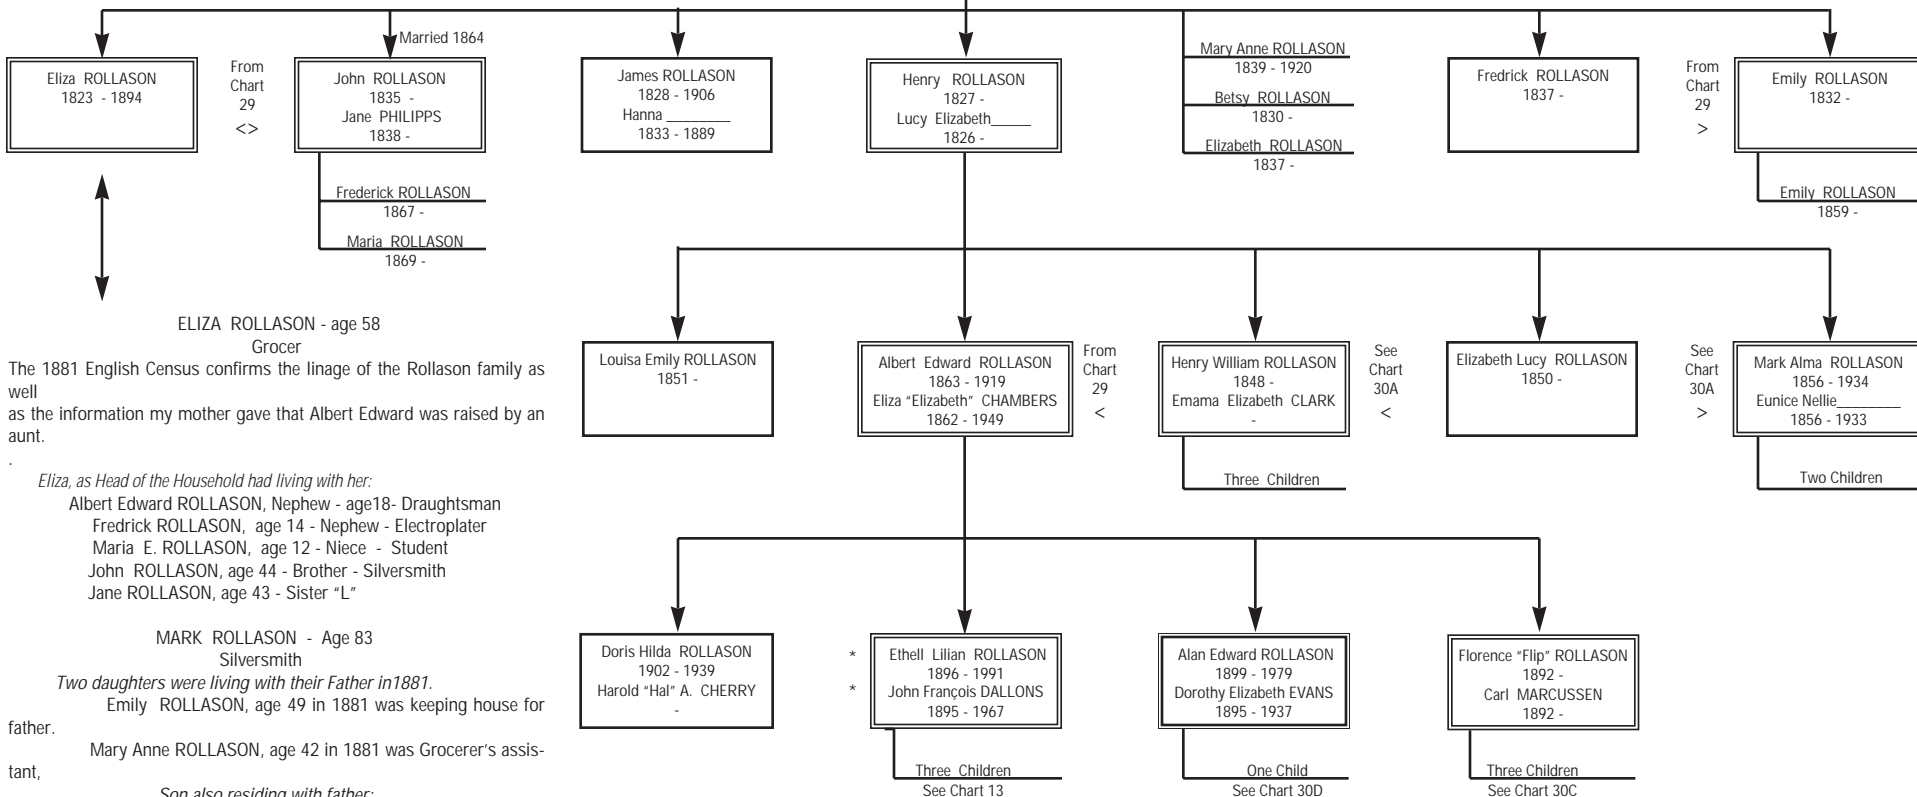 Married 1864
Eliza ROLLASON
1823 - 1894
From
Chart
29
<>
John ROLLASON
1835 -
Jane PHILIPPS
1838 -
Frederick ROLLASON
1867 -
Maria ROLLASON
1869 -
James ROLLASON
1828 - 1906
Hanna ________
1833 - 1889
Henry ROLLASON
1827 -
Lucy Elizabeth_____
1826 -
Mary Anne ROLLASON
1839 - 1920
Betsy ROLLASON
1830 -
Elizabeth ROLLASON
1837 -
Fredrick ROLLASON
1837 -
From
Chart
29
>
Emily ROLLASON
1832 -
Emily ROLLASON
1859 -
ELIZA ROLLASON - age 58
Grocer
The 1881 English Census confirms the linage of the Rollason family as
well
as the information my mother gave that Albert Edward was raised by an
aunt.
.
Eliza, as Head of the Household had living with her:
Albert Edward ROLLASON, Nephew - age18- Draughtsman
Fredrick ROLLASON, age 14 - Nephew - Electroplater
Maria E. ROLLASON, age 12 - Niece - Student
John ROLLASON, age 44 - Brother - Silversmith
Jane ROLLASON, age 43 - Sister "L"
MARK ROLLASON - Age 83
Silversmith
Two daughters were living with their Father in1881.
Emily ROLLASON, age 49 in 1881 was keeping house for
father.
Mary Anne ROLLASON, age 42 in 1881 was Grocerer's assis-
tant,
Son also residing with father:
Louisa Emily ROLLASON
1851 -
Albert Edward ROLLASON
1863 - 1919
Eliza "Elizabeth" CHAMBERS
1862 - 1949
From
Chart
29
<
Henry William ROLLASON
1848 -
Emama Elizabeth CLARK
-
Three Children
See
Chart
30A
<
Elizabeth Lucy ROLLASON
1850 -
See
Chart
30A
>
Mark Alma ROLLASON
1856 - 1934
Eunice Nellie________
1856 - 1933
Two Children
Doris Hilda ROLLASON
1902 - 1939
Harold "Hal" A. CHERRY
-
*
*
Ethell Lilian ROLLASON
1896 - 1991
John François DALLONS
1895 - 1967
Three Children
See Chart 13
Alan Edward ROLLASON
1899 - 1979
Dorothy Elizabeth EVANS
1895 - 1937
One Child
See Chart 30D
Florence "Flip" ROLLASON
1892 -
Carl MARCUSSEN
1892 -
Three Children
See Chart 30C